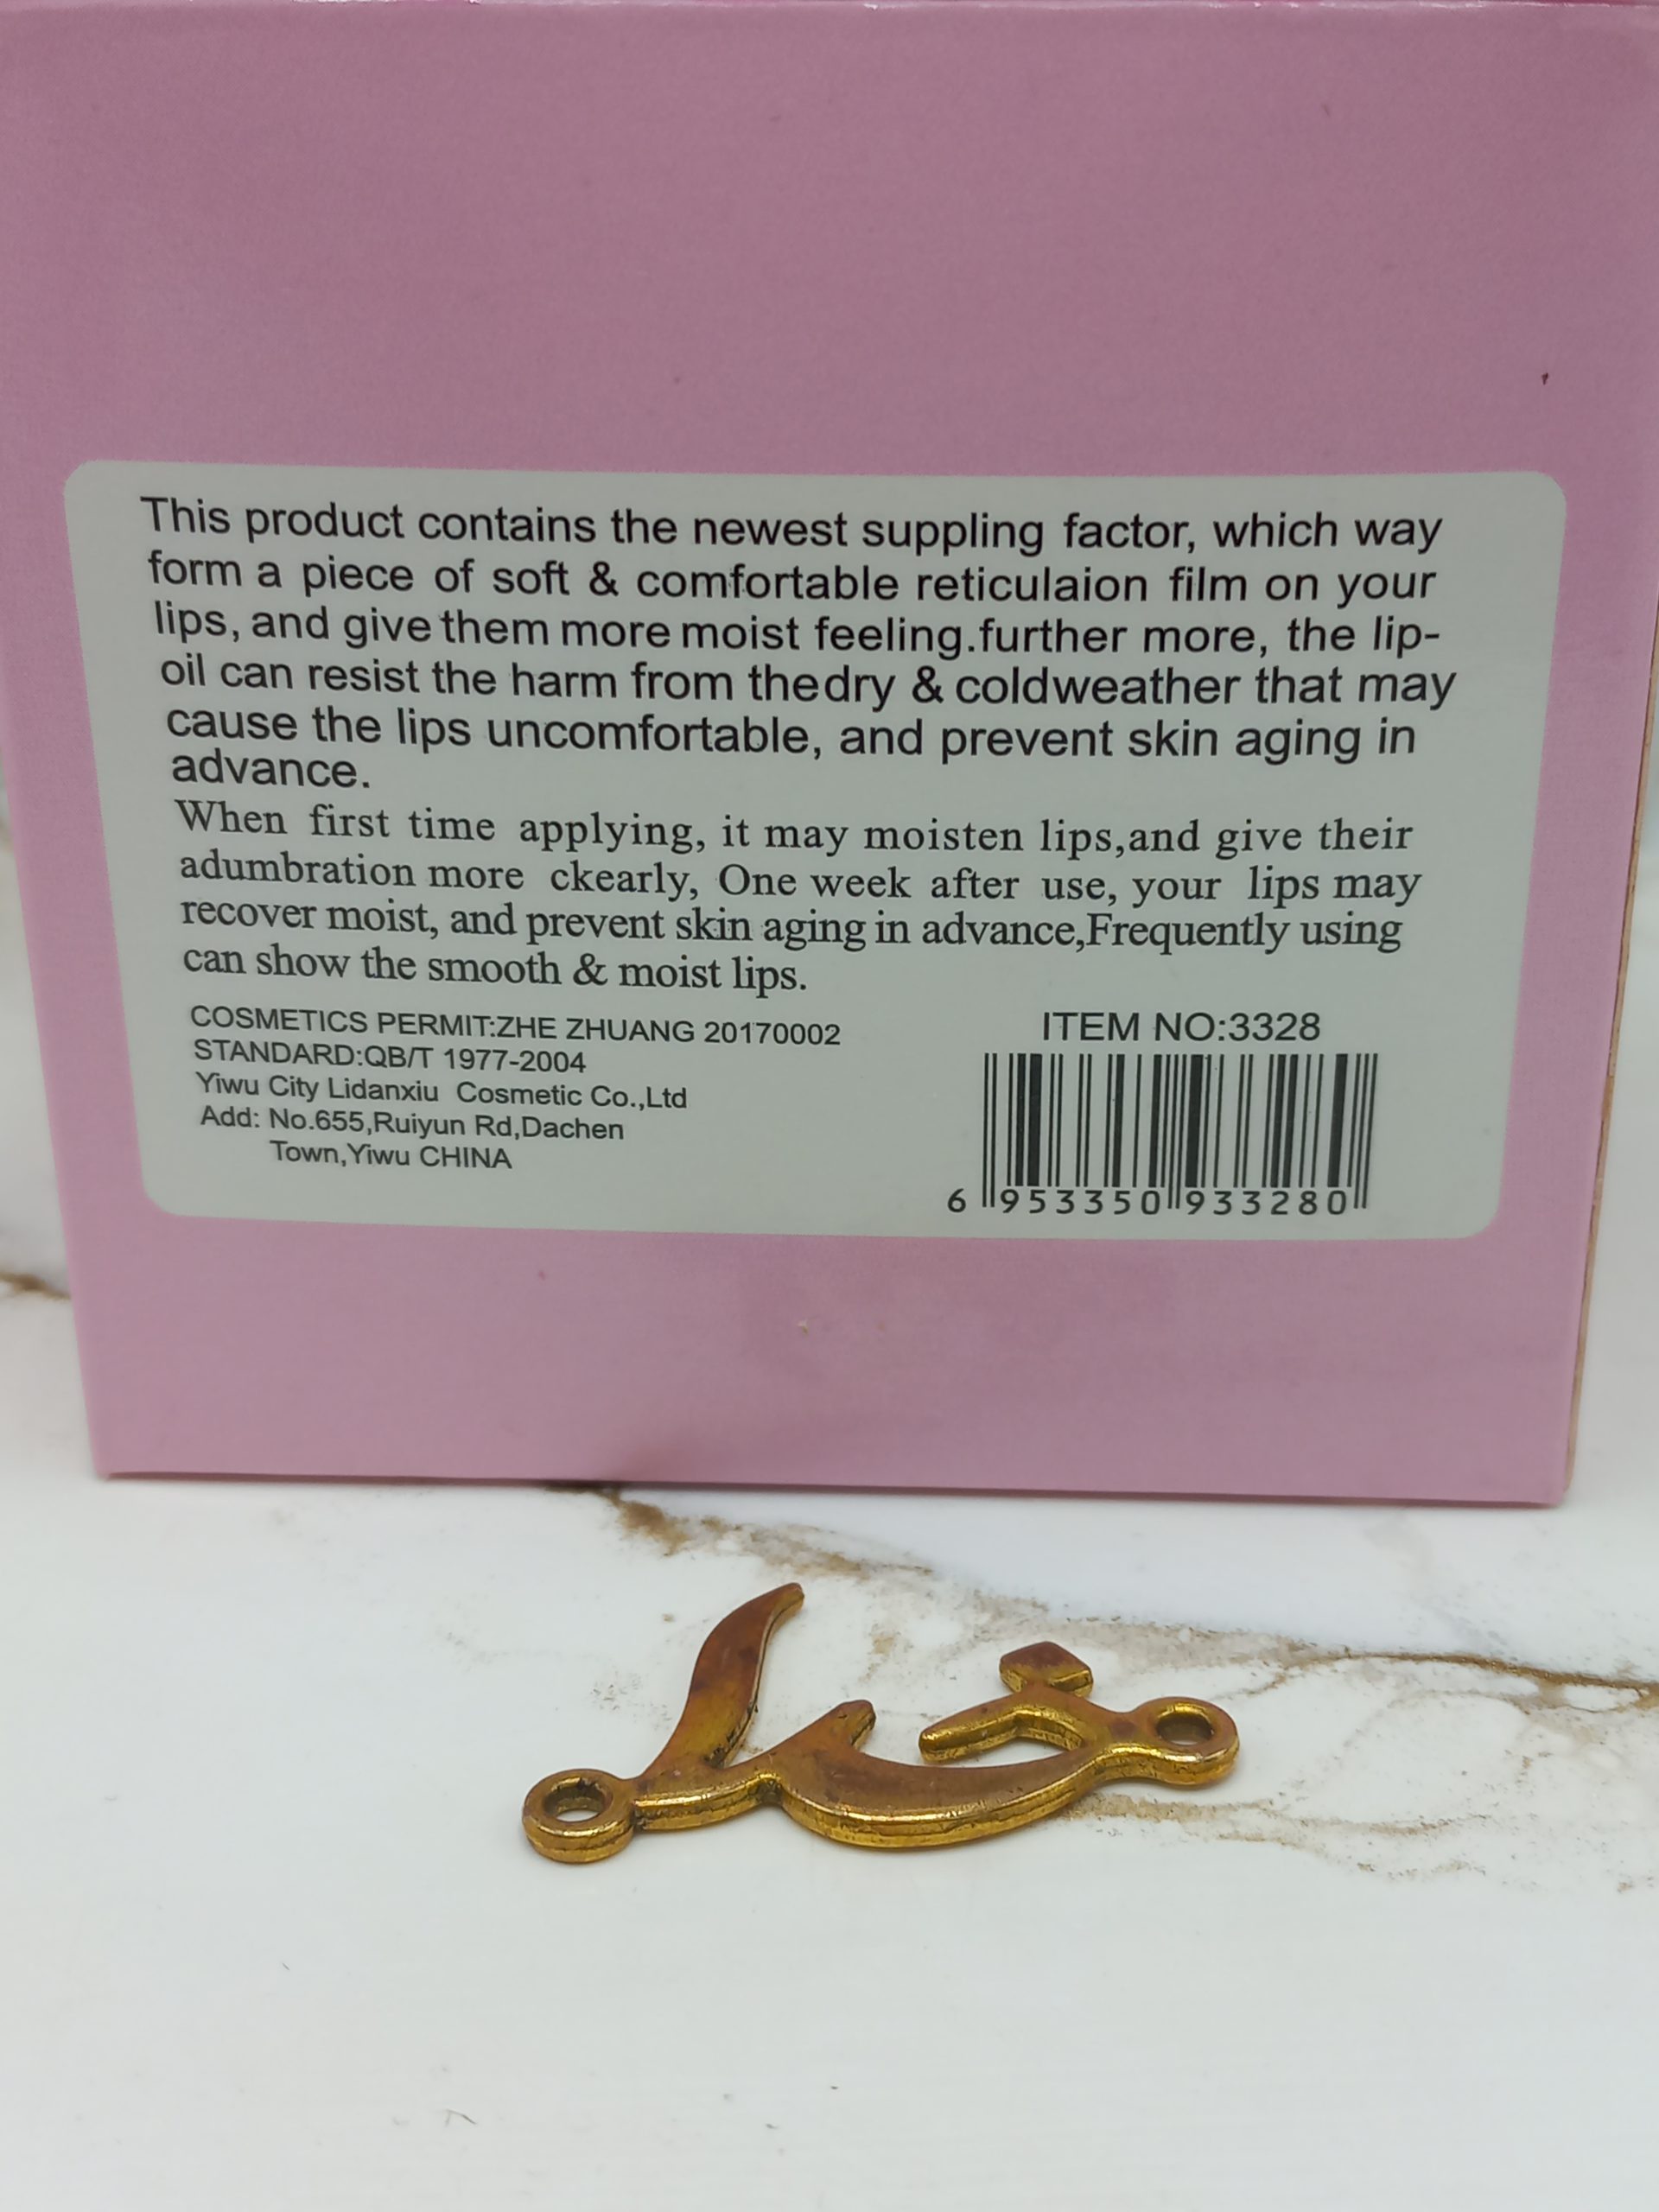 This product contains the newest suppling factor, which way
form a piece of soft & comfortable reticulaion film on your
lips, and give them more moist feeling.further more, the lip-
oil can resist the harm from thedry & coldweather that may
cause the lips uncomfortable, and prevent skin aging in
advance.
When first time applying, it may moisten lips,and give their
adumbration more ckearly, One week after use, your lips may
recover moist, and prevent skin aging in advance,Frequently using
can show the smooth & moist lips.
COSMETICS PERMIT:ZHE ZHUANG 20170002
STANDARD:QB/T 1977-2004
Yiwu City Lidanxiu Cosmetic Co.,Ltd
Add: No.655,Ruiyun Rd,Dachen
Town,Yiwu CHINA
ITEM NO:3328
6 953350 933280